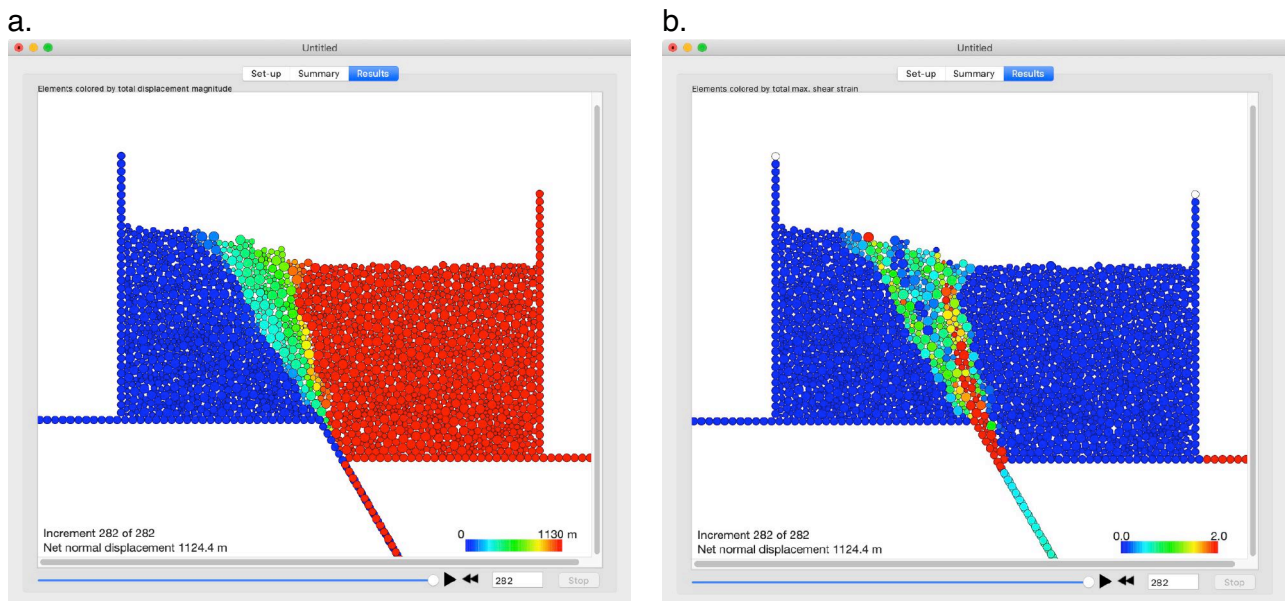 a.
Untitled
Set-up Summary Results
Elements colored by total displacement magnitude
Increment 282 of 282
Net normal displacement 1124.4 m
0 1130 m
282 Stop
b.
Untitled
Set-up Summary Results
Elements colored by total max. shear strain
Increment 282 of 282
Net normal displacement 1124.4 m
0.0 2.0
282 Stop